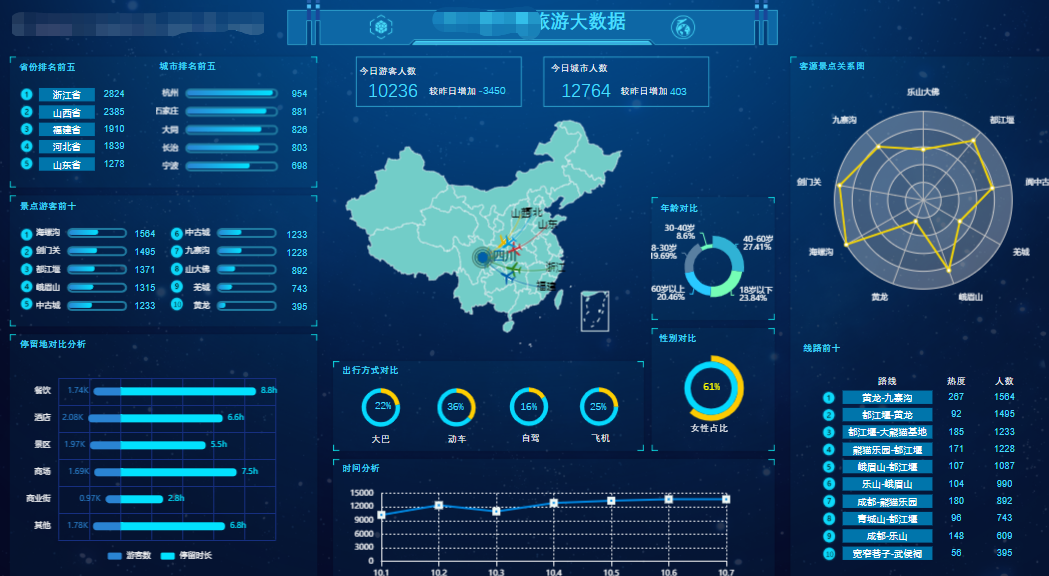 旅游大数据
省份排名前五
1 浙江省 2824
2 山西省 2385
3 福建省 1910
4 河北省 1839
5 山东省 1278
城市排名前五
杭州 954
石家庄 881
大同 826
长治 803
宁波 698
今日游客人数
10236 较昨日增加 -3450
今日城市人数
12764 较昨日增加 403
客源景点关系图
乐山大佛
都江堰
阆中古
羌城
峨眉山
黄龙
海螺沟
剑门关
九寨沟
景点游客前十
1 海螺沟 1564
2 剑门关 1495
3 都江堰 1371
4 峨眉山 1315
5 中古城 1233
6 中古城 1233
7 九寨沟 1228
8 山大佛 892
9 羌城 743
10 黄龙 395
四川
山东
浙江
福建
年龄对比
30-40岁
8.6%
40-60岁
27.41%
8-30岁
19.69%
60岁以上
20.46%
18岁以下
23.84%
停留地对比分析
餐饮 1.74K 8.8h
酒店 2.08K 6.6h
景区 1.97K 5.5h
商场 1.69K 7.5h
商业街 0.97K 2.8h
其他 1.78K 6.8h
游客数 停留时长
出行方式对比
22% 36% 16% 25%
大巴 动车 自驾 飞机
性别对比
61%
女性占比
时间分析
15000
12000
9000
6000
3000
0
10.1 10.2 10.3 10.4 10.5 10.6 10.7
线路前十
路线 热度 人数
1 黄龙-九寨沟 267 1564
2 都江堰-黄龙 92 1495
3 都江堰-大熊猫基地 185 1233
4 熊猫乐园-都江堰 171 1228
5 峨眉山-都江堰 107 1087
6 乐山-峨眉山 104 990
7 成都-熊猫乐园 180 892
8 青城山-都江堰 96 743
9 成都-乐山 148 609
10 宽窄巷子-武侯祠 56 395